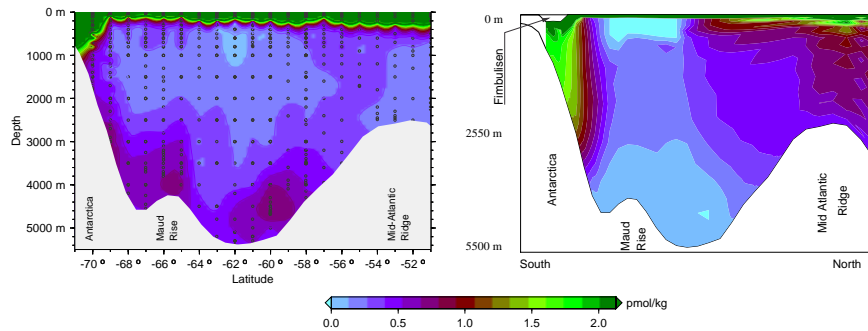 0 m
1000 m
2000 m
3000 m
4000 m
5000 m
Depth
Antarctica
Maud
Rise
Mid-Atlantic
Ridge
-70 °
-68 °
-66 °
-64 °
-62 °
-60 °
-58 °
-56 °
-54 °
-52 °
Latitude
0 m
2550 m
5500 m
Fimbulisen
Antarctica
Maud
Rise
Mid Atlantic
Ridge
South
North
0.0
0.5
1.0
1.5
2.0
pmol/kg